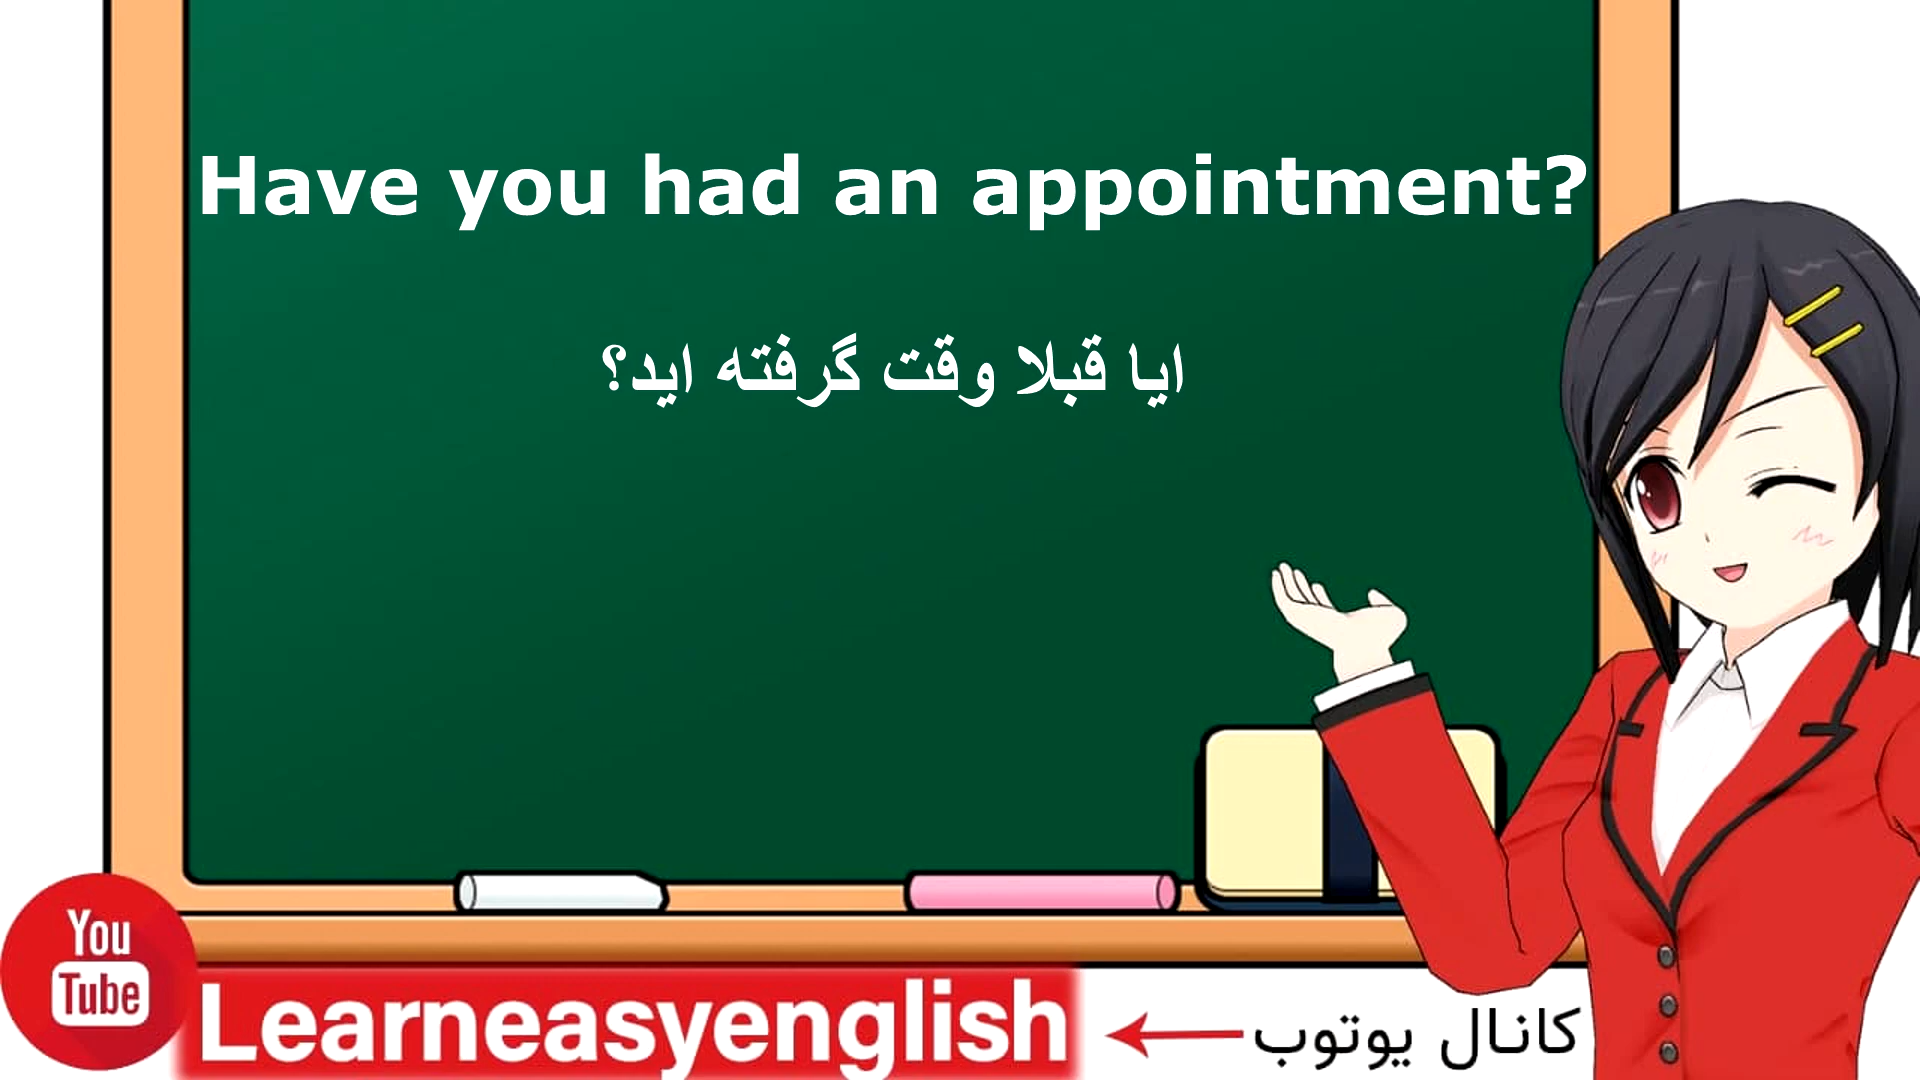 Have you had an appointment?
ایا قبلا وقت گرفته اید؟
You
Tube
Learneasyenglish
کانال یوتوب